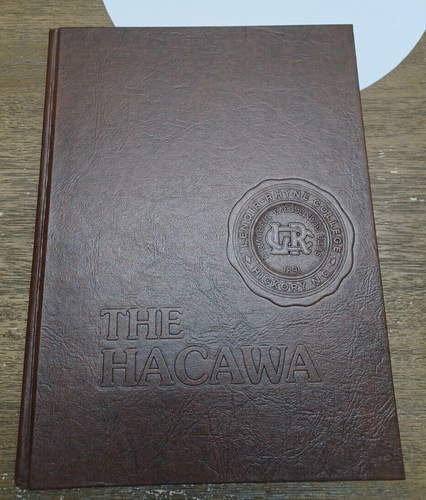 LENOIR RHYNE COLLEGE
LRC
1891
HICKORY N.C.
THE
HACAWA